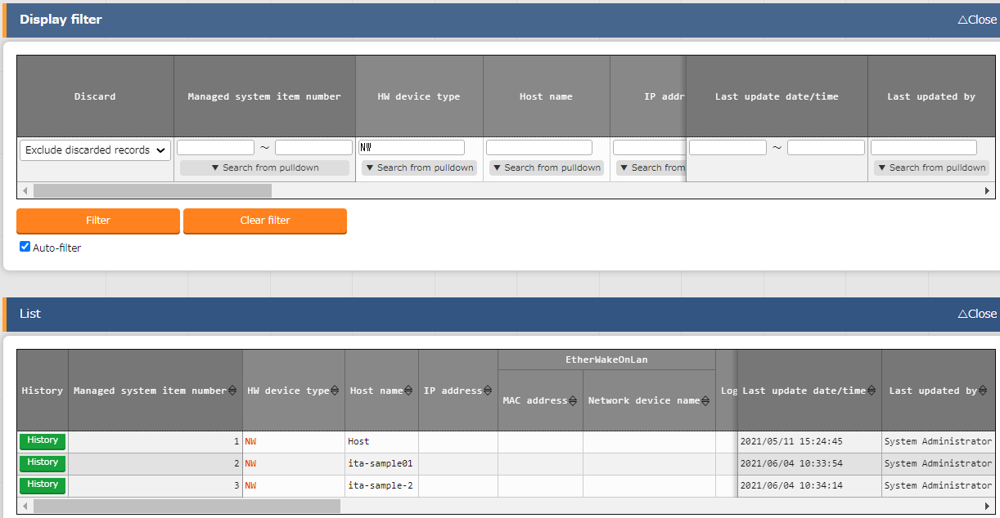 Display filter △Close
Discard Managed system item number HW device type Host name IP addr Last update date/time Last updated by
Exclude discarded records ~ NW ~
▼ Search from pulldown ▼ Search from pulldown ▼ Search from pulldown ▼ Search from ▼ Search from pulldown
Filter Clear filter
Auto-filter
List △Close
EtherWakeOnLan
History Managed system item number HW device type Host name IP address Log Last update date/time Last updated by
MAC address Network device name
History 1 NW Host 2021/05/11 15:24:45 System Administrator
History 2 NW ita-sample01 2021/06/04 10:33:54 System Administrator
History 3 NW ita-sample-2 2021/06/04 10:34:14 System Administrator